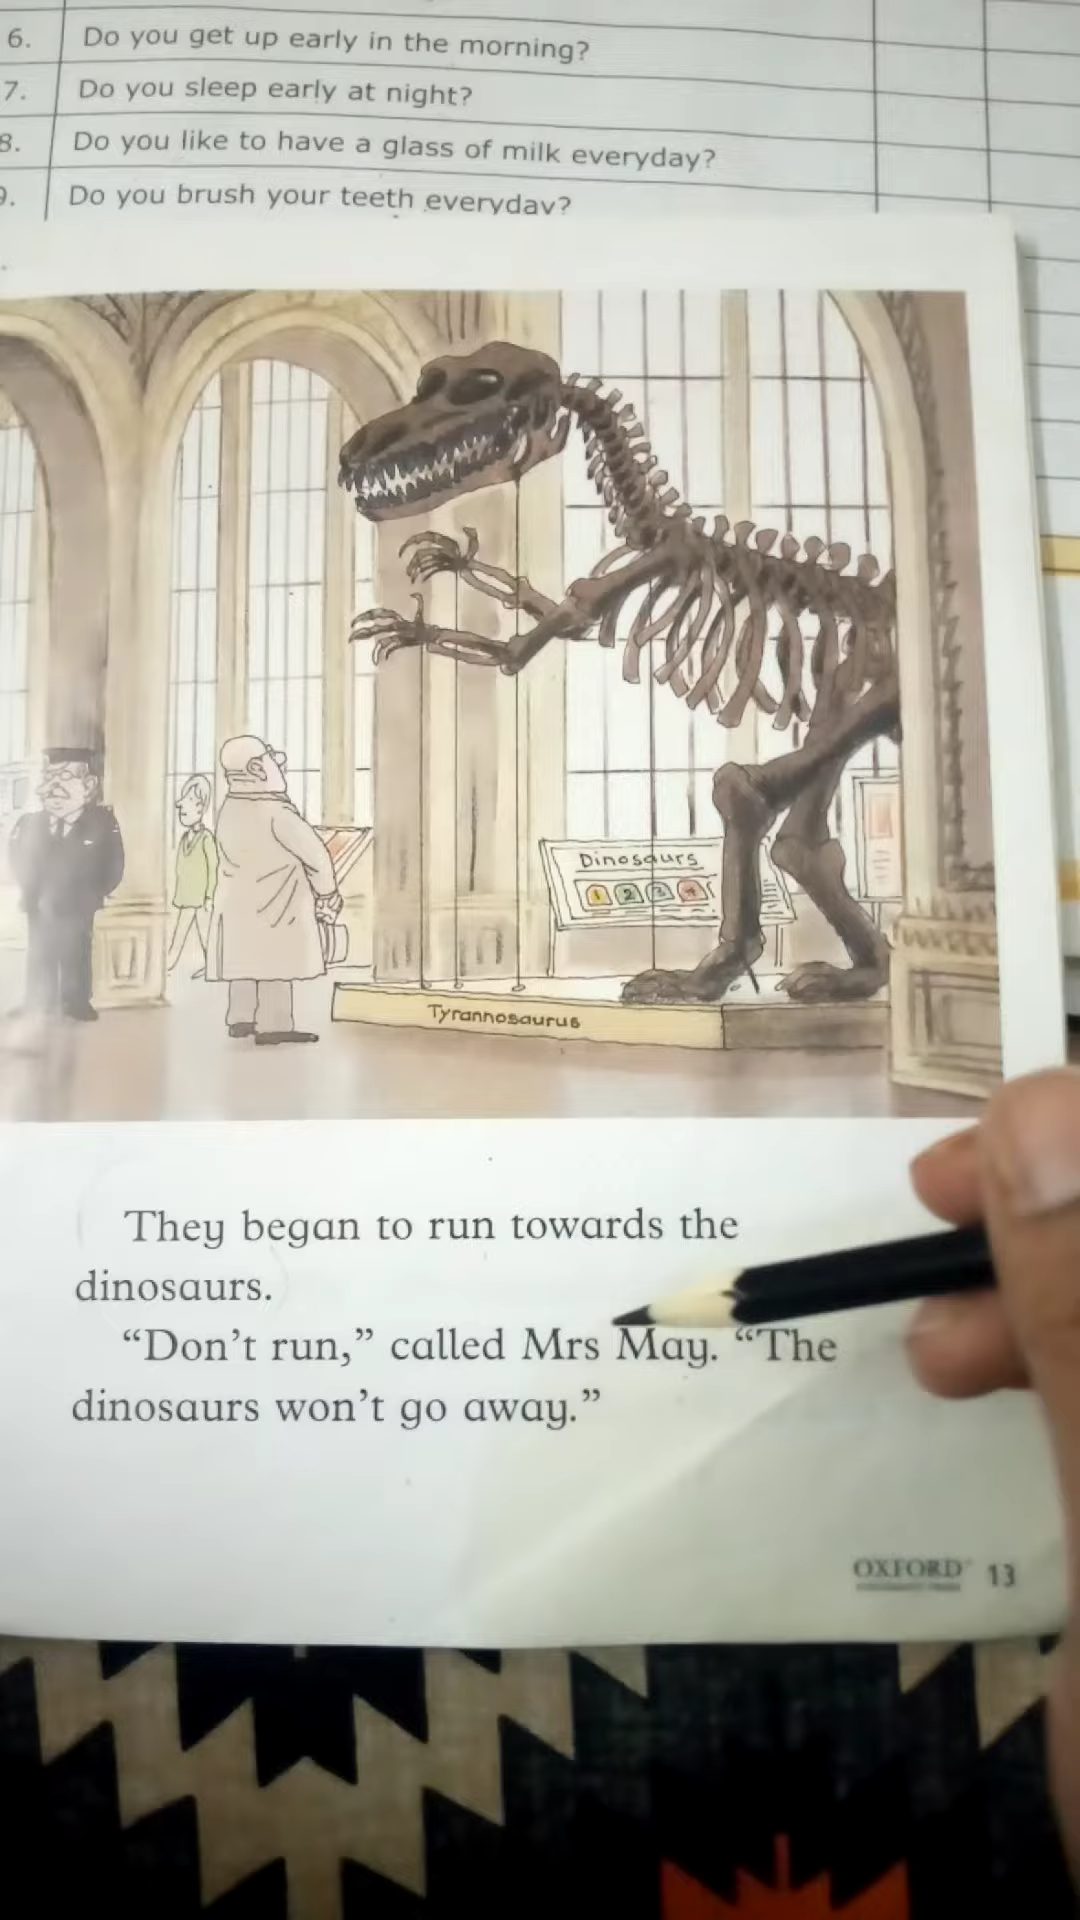 6. Do you get up early in the morning?
7. Do you sleep early at night?
8. Do you like to have a glass of milk everyday?
9. Do you brush your teeth everyday?
Dinosaurs
1 2 3 4
Tyrannosaurus
They began to run towards the
dinosaurs.
“Don’t run,” called Mrs May. “The
dinosaurs won’t go away.”
OXFORD 13